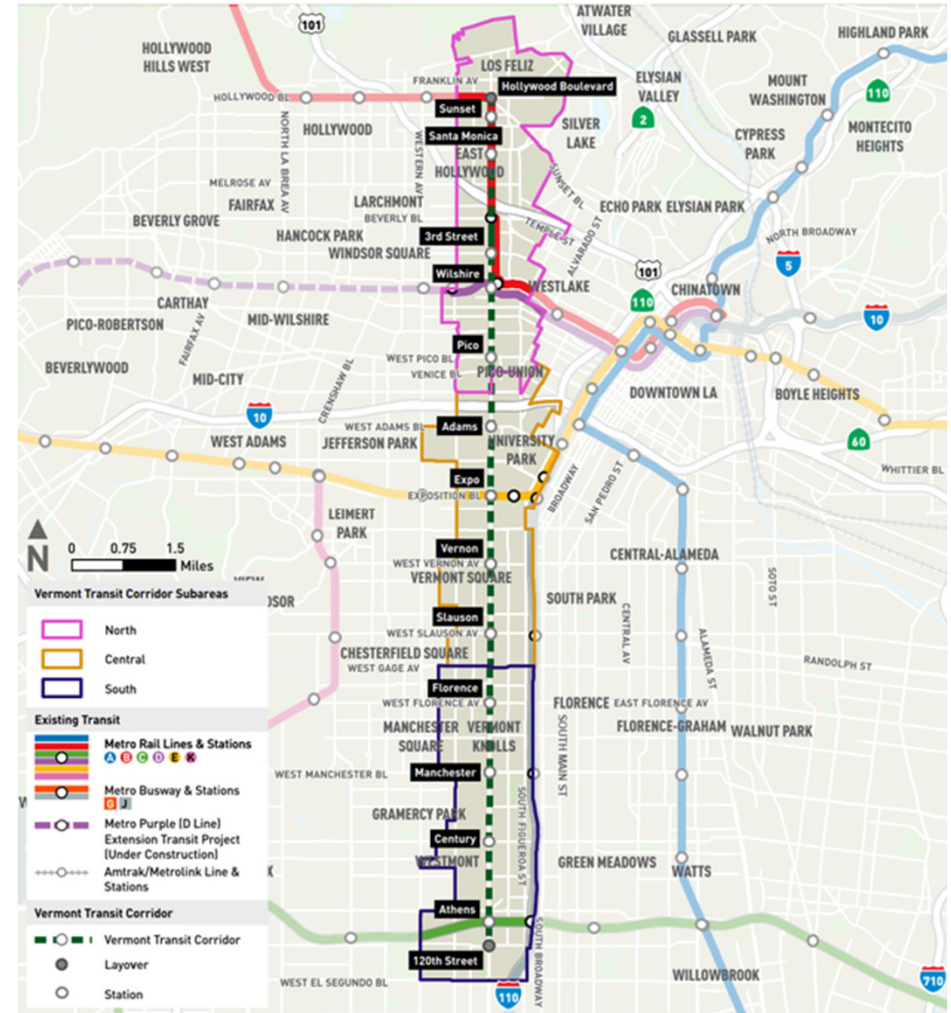 ATWATER
VILLAGE
101
GLASSELL PARK
HIGHLAND PARK
HOLLYWOOD
HILLS WEST
LOS FELIZ
FRANKLIN AV
Hollywood Boulevard
ELYSIAN
VALLEY
MOUNT
WASHINGTON
110
HOLLYWOOD BL
Sunset
2
HOLLYWOOD
NORTH LA BREA AV
WESTERN AV
Santa Monica
EAST
HOLLYWOOD
SILVER
LAKE
CYPRESS
PARK
MONTECITO
HEIGHTS
MELROSE AV
FAIRFAX
LARCHMONT
SUNSET BL
BEVERLY GROVE
BEVERLY BL
ECHO PARK
ELYSIAN PARK
HANCOCK PARK
3rd Street
TEMPLE ST
ALVARADO ST
NORTH BROADWAY
WINDSOR SQUARE
5
Wilshire
101
WESTLAKE
CHINATOWN
CARTHAY
110
10
PICO-ROBERTSON
FAIRFAX AV
MID-WILSHIRE
Pico
WEST PICO BL
BEVERLYWOOD
VENICE BL
PICO-UNION
MID-CITY
CRENSHAW BL
DOWNTOWN LA
BOYLE HEIGHTS
10
WEST ADAMS BL
Adams
WEST ADAMS
JEFFERSON PARK
UNIVERSITY
PARK
60
WHITTIER BL
Expo
EXPOSITION BL
BROADWAY
SAN PEDRO ST
LEIMERT
PARK
N
0 0.75 1.5
Miles
Vernon
WEST VERNON AV
VERMONT SQUARE
CENTRAL-ALAMEDA
SOTO ST
SOUTH PARK
CENTRAL AV
Slauson
WEST SLAUSON AV
ALAMEDA ST
CHESTERFIELD SQUARE
WEST GAGE AV
RANDOLPH ST
Florence
WEST FLORENCE AV
FLORENCE
EAST FLORENCE AV
MANCHESTER
SQUARE
VERMONT
KNOLLS
FLORENCE-GRAHAM
WALNUT PARK
SOUTH MAIN ST
WEST MANCHESTER BL
Manchester
SOUTH FIGUEROA ST
GRAMERCY PARK
Century
WESTMONT
GREEN MEADOWS
WATTS
Athens
SOUTH BROADWAY
120th Street
WEST EL SEGUNDO BL
110
WILLOWBROOK
710
Vermont Transit Corridor Subareas
North
Central
South
Existing Transit
Metro Rail Lines & Stations
A B C D E K
Metro Busway & Stations
G J
Metro Purple (D Line)
Extension Transit Project
(Under Construction)
Amtrak/Metrolink Line &
Stations
Vermont Transit Corridor
Vermont Transit Corridor
Layover
Station